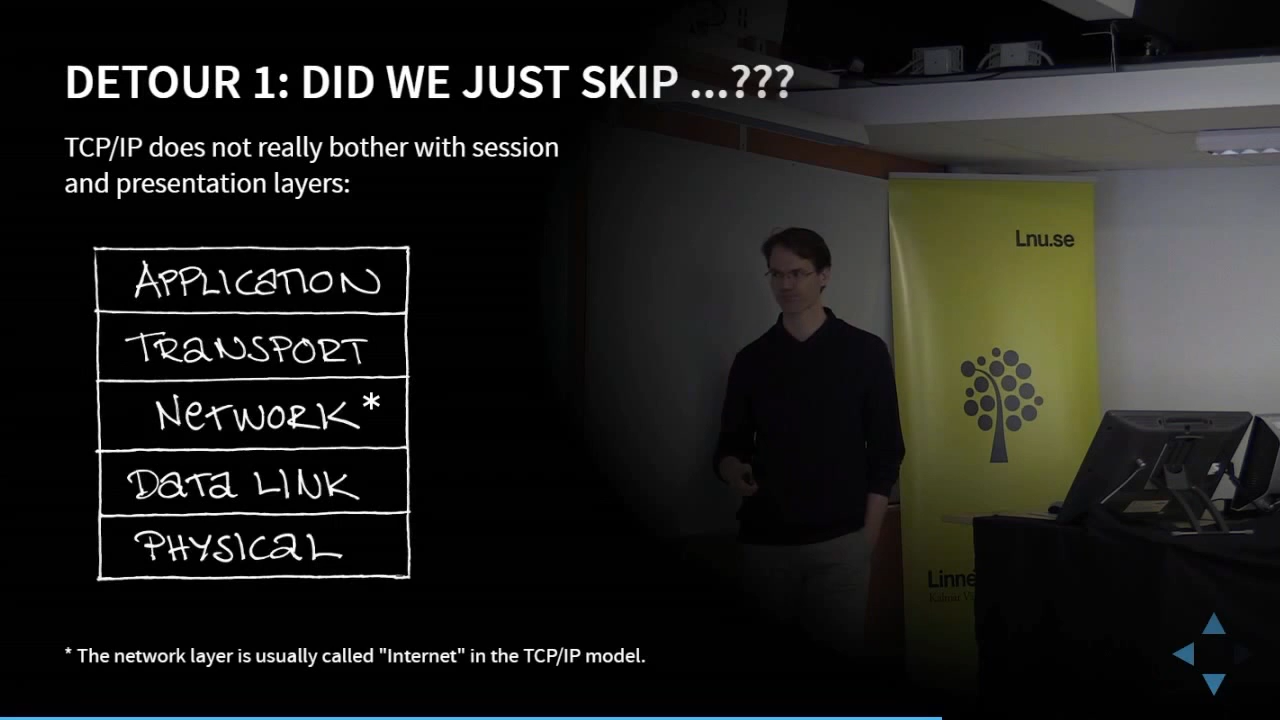 DETOUR 1: DID WE JUST SKIP ...???
TCP/IP does not really bother with session
and presentation layers:
APPLICATION
TRANSPORT
NETWORK*
DATA LINK
PHYSICAL
* The network layer is usually called "Internet" in the TCP/IP model.
Lnu.se
Linné